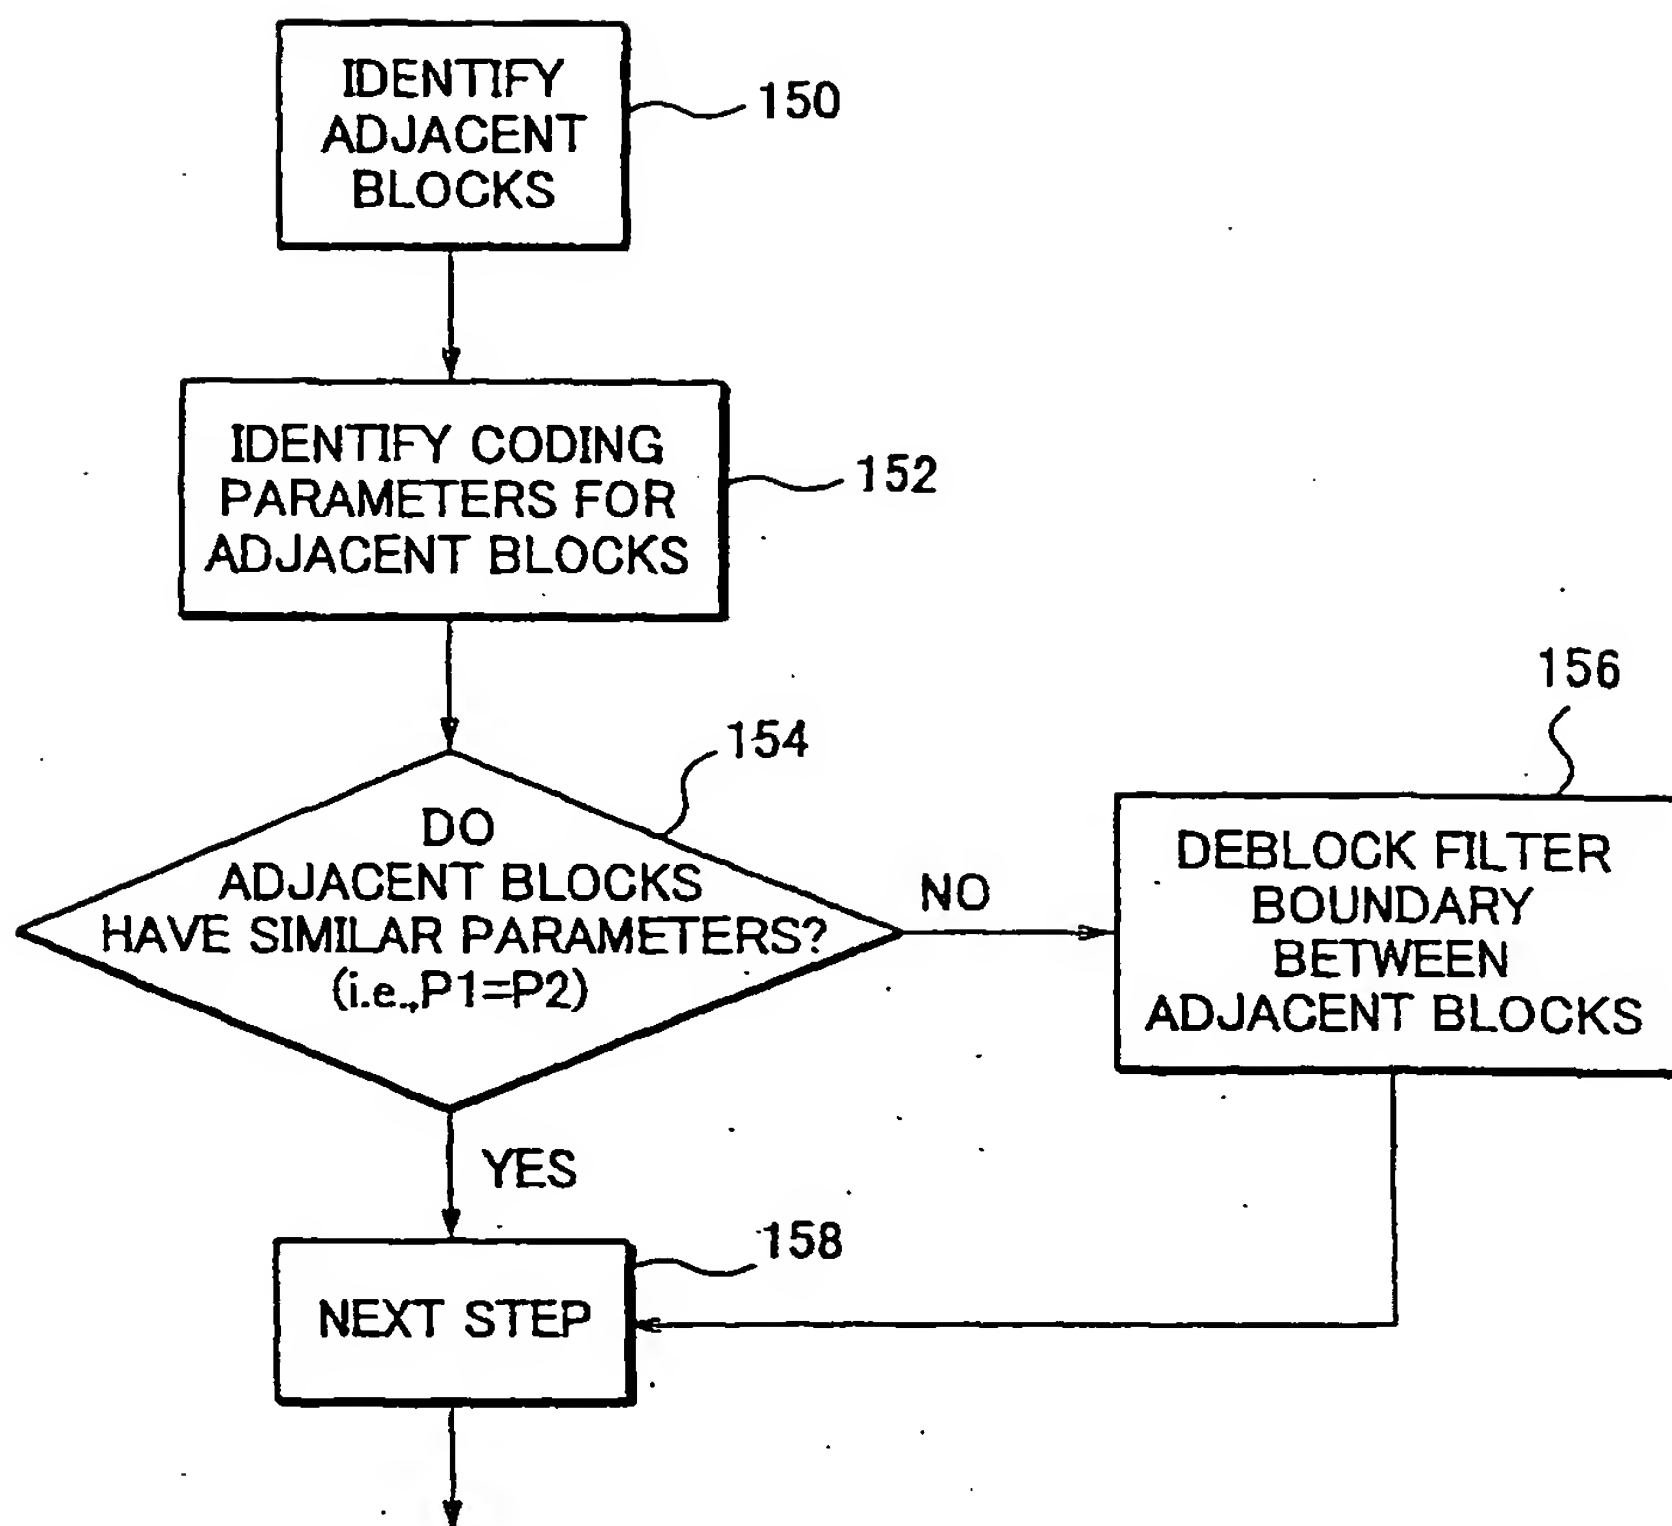 IDENTIFY
ADJACENT
BLOCKS
150
IDENTIFY CODING
PARAMETERS FOR
ADJACENT BLOCKS
152
154
DO
ADJACENT BLOCKS
HAVE SIMILAR PARAMETERS?
(i.e.,P1=P2)
NO
156
DEBLOCK FILTER
BOUNDARY
BETWEEN
ADJACENT BLOCKS
YES
158
NEXT STEP